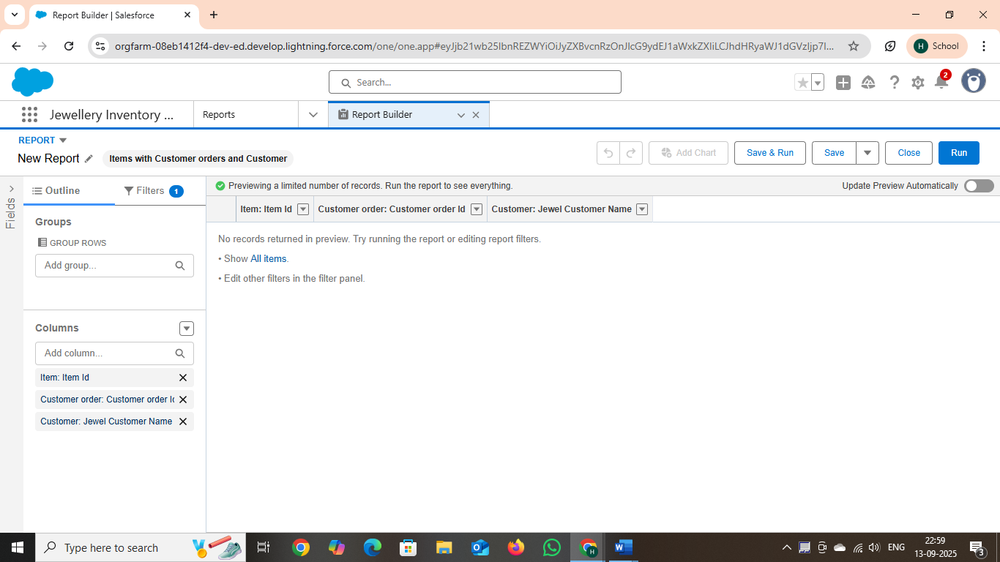 Report Builder | Salesforce
orgfarm-08eb1412f4-dev-ed.develop.lightning.force.com/one/one.app#
School
H
Search...
2
Jewellery Inventory ...
Reports
Report Builder
REPORT
New Report
Items with Customer orders and Customer
Add Chart
Save & Run
Save
Close
Run
Fields
Outline
Filters
1
Previewing a limited number of records. Run the report to see everything.
Update Preview Automatically
Groups
GROUP ROWS
Add group...
Item: Item Id
Customer order: Customer order Id
Customer: Jewel Customer Name
No records returned in preview. Try running the report or editing report filters.
• Show All items.
• Edit other filters in the filter panel.
Columns
Add column...
Item: Item Id
Customer order: Customer order Ic
Customer: Jewel Customer Name
Type here to search
ENG
22:59
13-09-2025
3